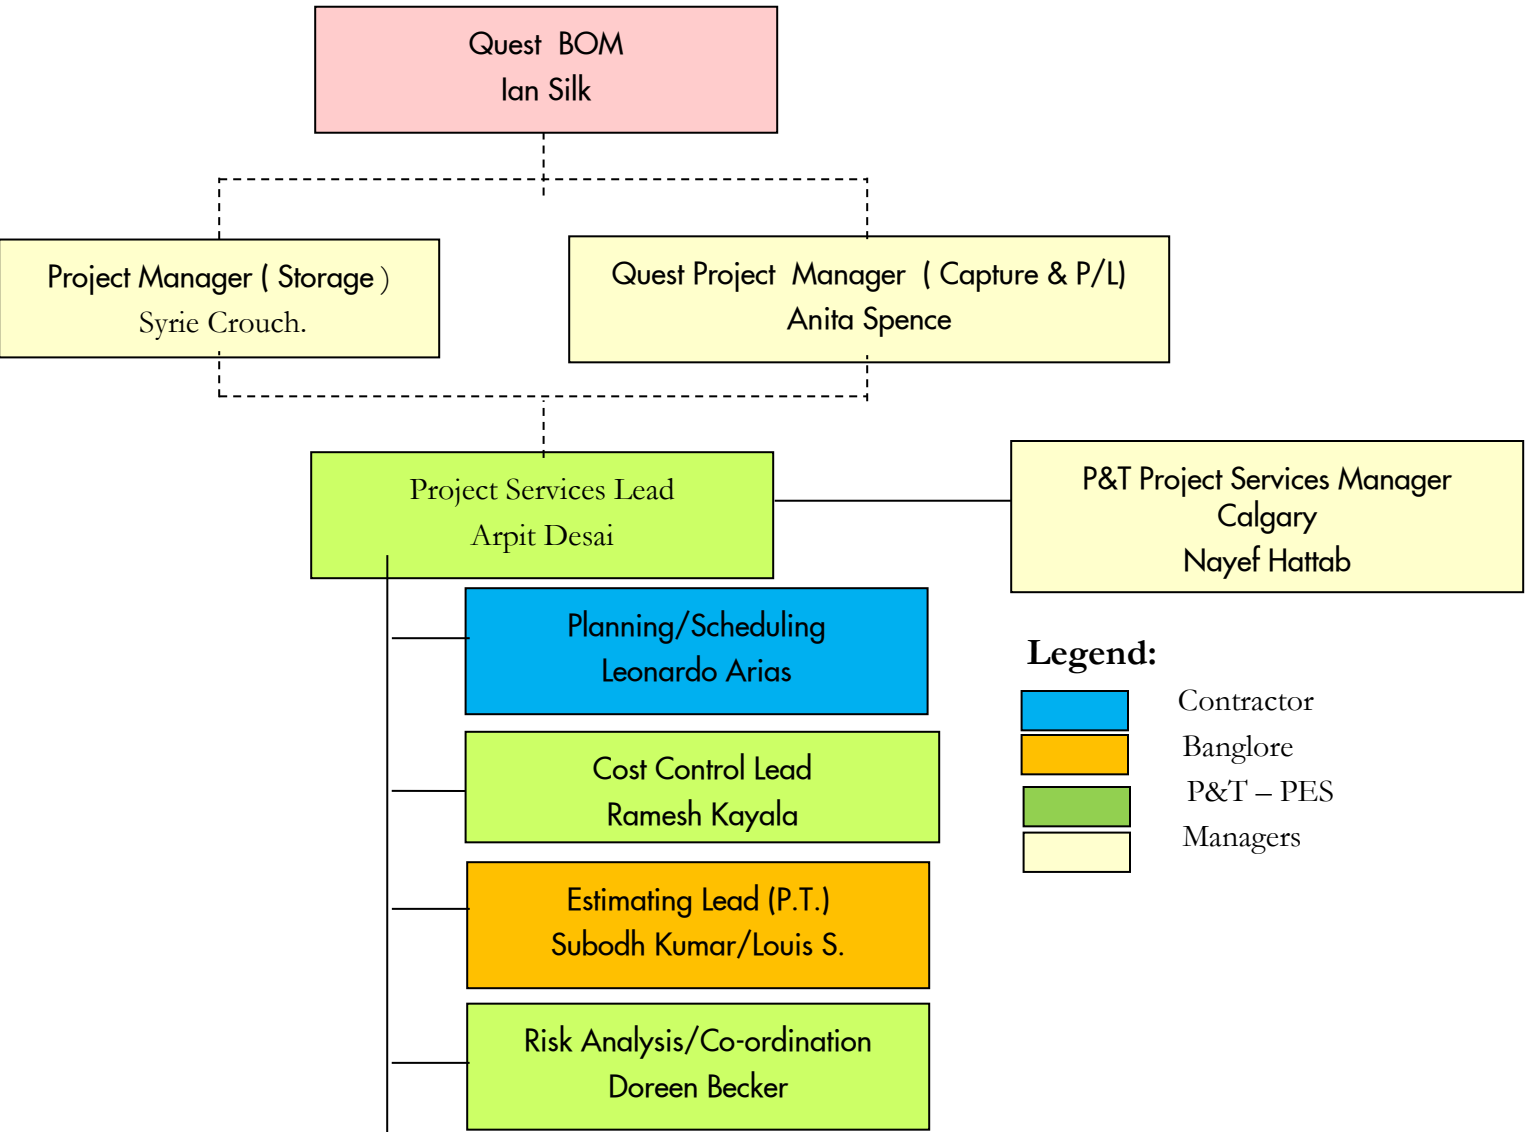 Quest BOM
Ian Silk
Project Manager ( Storage )
Syrie Crouch.
Quest Project Manager ( Capture & P/L)
Anita Spence
Project Services Lead
Arpit Desai
P&T Project Services Manager
Calgary
Nayef Hattab
Planning/Scheduling
Leonardo Arias
Cost Control Lead
Ramesh Kayala
Estimating Lead (P.T.)
Subodh Kumar/Louis S.
Risk Analysis/Co-ordination
Doreen Becker
Legend:
Contractor
Banglore
P&T – PES
Managers